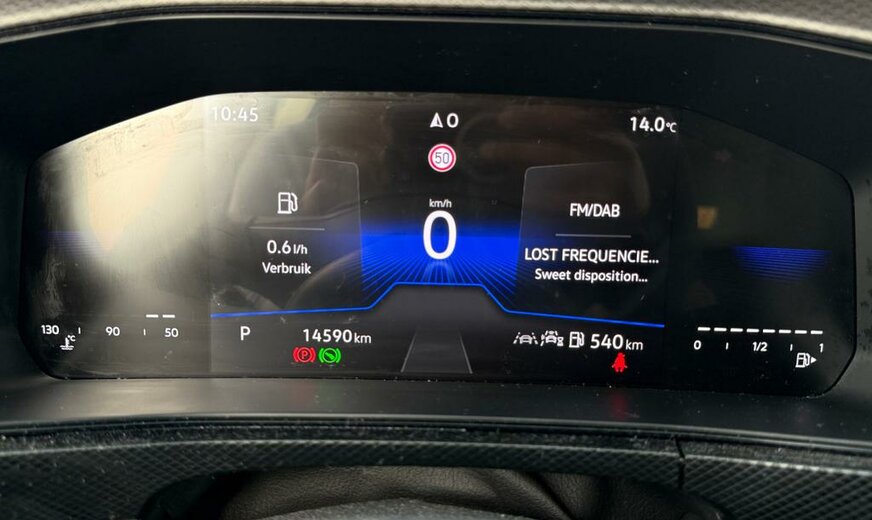 10:45
O
14.0°C
50
km/h
0
0.6 l/h
Verbruik
FM/DAB
LOST FREQUENCIE...
Sweet disposition...
130 90 50
°C
P
14590 km
540 km
0 1/2 1
P